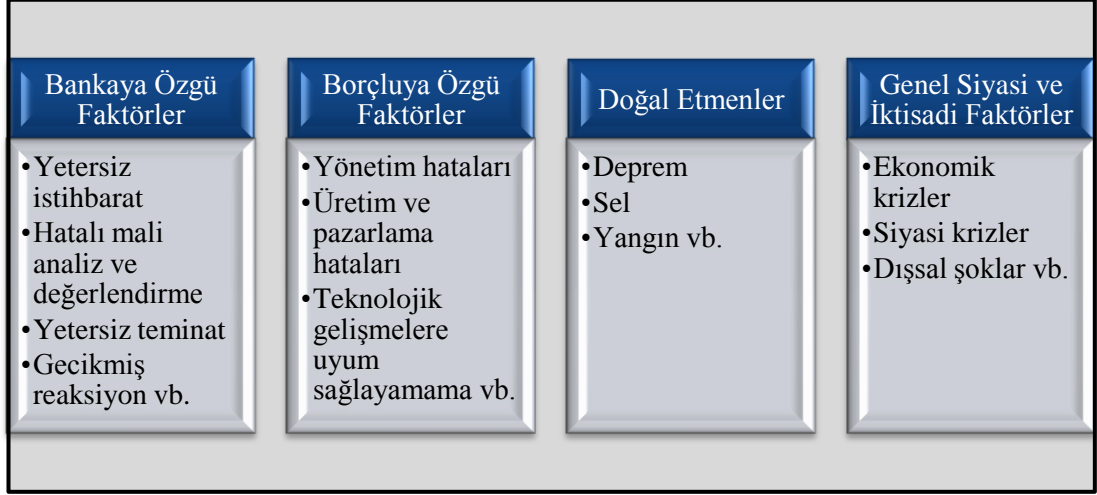 Bankaya Özgü
Faktörler
•Yetersiz
istihbarat
•Hatalı mali
analiz ve
değerlendirme
•Yetersiz teminat
•Gecikmiş
reaksiyon vb.
Borçluya Özgü
Faktörler
•Yönetim hataları
•Üretim ve
pazarlama
hataları
•Teknolojik
gelişmelere
uyum
sağlayamama vb.
Doğal Etmenler
•Deprem
•Sel
•Yangın vb.
Genel Siyasi ve
İktisadi Faktörler
•Ekonomik
krizler
•Siyasi krizler
•Dışsal şoklar vb.